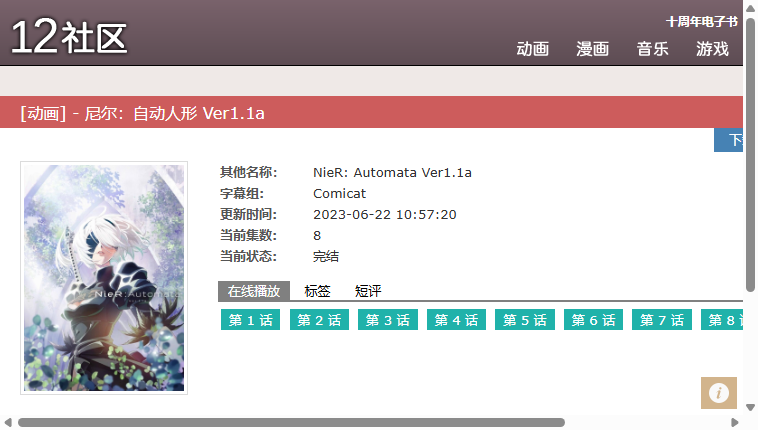 12社区
十周年电子书
动画 漫画 音乐 游戏
[动画] - 尼尔：自动人形 Ver1.1a
下
其他名称： NieR: Automata Ver1.1a
字幕组： Comicat
更新时间： 2023-06-22 10:57:20
当前集数： 8
当前状态： 完结
NieR:Automata
在线播放 标签 短评
第 1 话 第 2 话 第 3 话 第 4 话 第 5 话 第 6 话 第 7 话 第 8
i